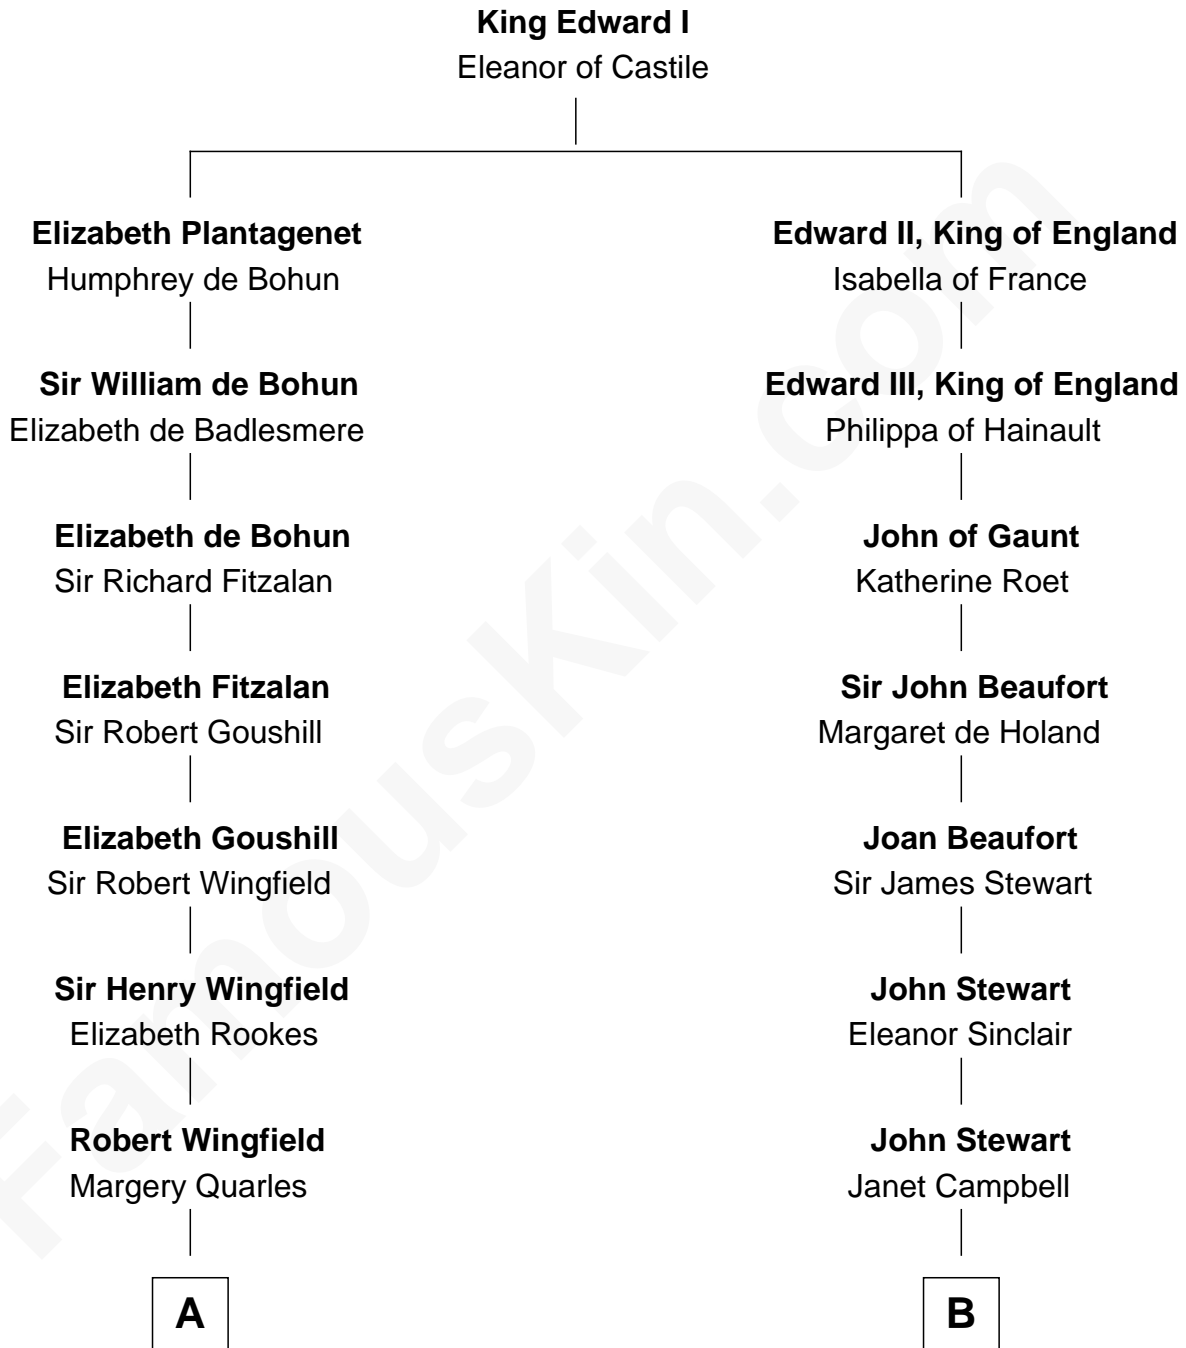 King Edward I
Eleanor of Castile
Elizabeth Plantagenet
Humphrey de Bohun
Edward II, King of England
Isabella of France
Sir William de Bohun
Elizabeth de Badlesmere
Edward III, King of England
Philippa of Hainault
Elizabeth de Bohun
Sir Richard Fitzalan
John of Gaunt
Katherine Roet
Elizabeth Fitzalan
Sir Robert Goushill
Sir John Beaufort
Margaret de Holand
Elizabeth Goushill
Sir Robert Wingfield
Joan Beaufort
Sir James Stewart
Sir Henry Wingfield
Elizabeth Rookes
John Stewart
Eleanor Sinclair
Robert Wingfield
Margery Quarles
John Stewart
Janet Campbell
A
B
FamousKin.com